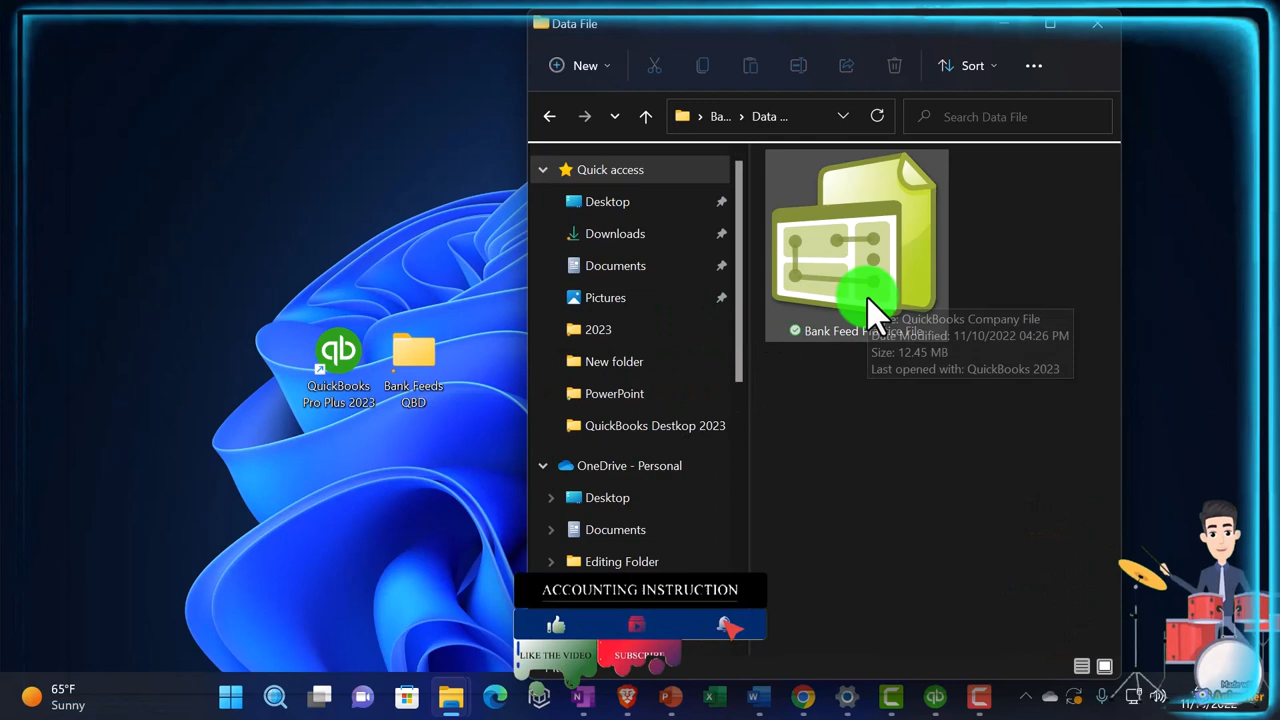 Data File
New
Sort
Ba...
Data ...
Search Data File
Quick access
Desktop
Downloads
Documents
Pictures
2023
New folder
PowerPoint
QuickBooks Destkop 2023
OneDrive - Personal
Desktop
Documents
Editing Folder
Bank Feed
QuickBooks Company File
Date Modified: 11/10/2022 04:26 PM
Size: 12.45 MB
Last opened with: QuickBooks 2023
qb
QuickBooks
Pro Plus 2023
Bank Feeds
QBD
ACCOUNTING INSTRUCTION
LIKE THE VIDEO
SUBSCRIBE
65°F
Sunny